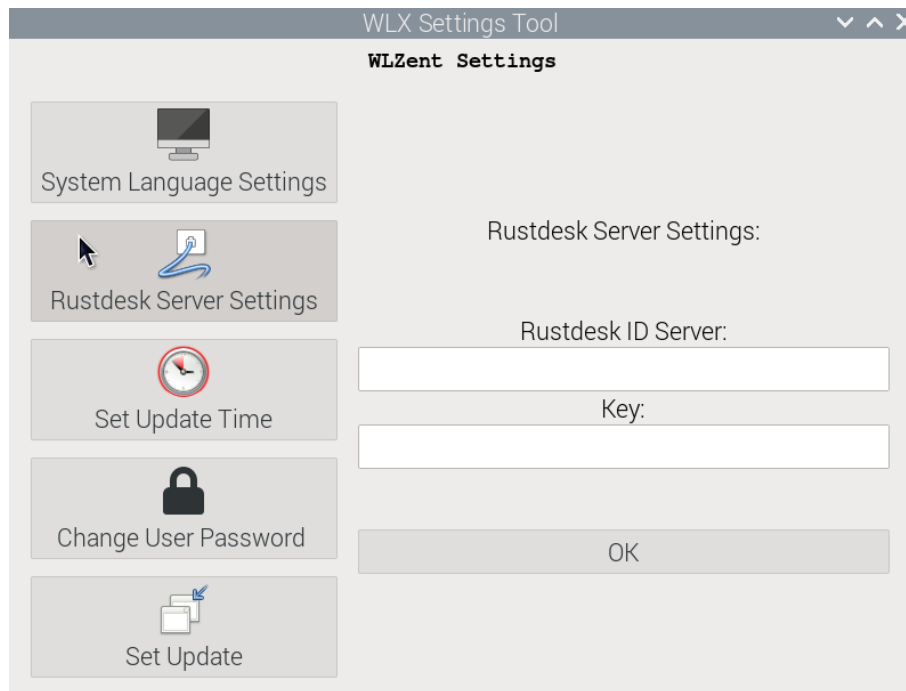 WLX Settings Tool
WLZent Settings
System Language Settings
Rustdesk Server Settings
Set Update Time
Change User Password
Set Update
Rustdesk Server Settings:
Rustdesk ID Server:
Key:
OK